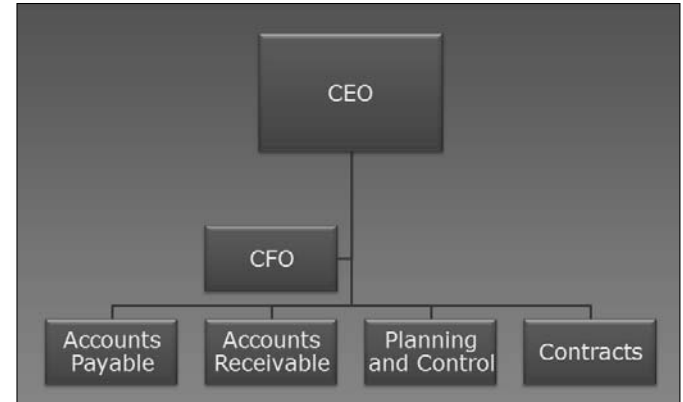 CEO
CFO
Accounts
Payable
Accounts
Receivable
Planning
and Control
Contracts